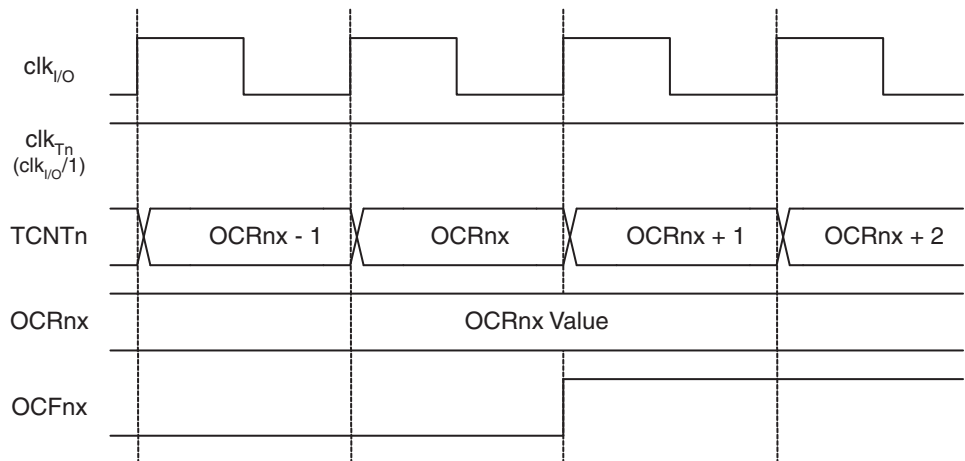 clkI/O
clkTn
(clkI/O/1)
TCNTn
OCRnx - 1
OCRnx
OCRnx + 1
OCRnx + 2
OCRnx
OCRnx Value
OCFnx